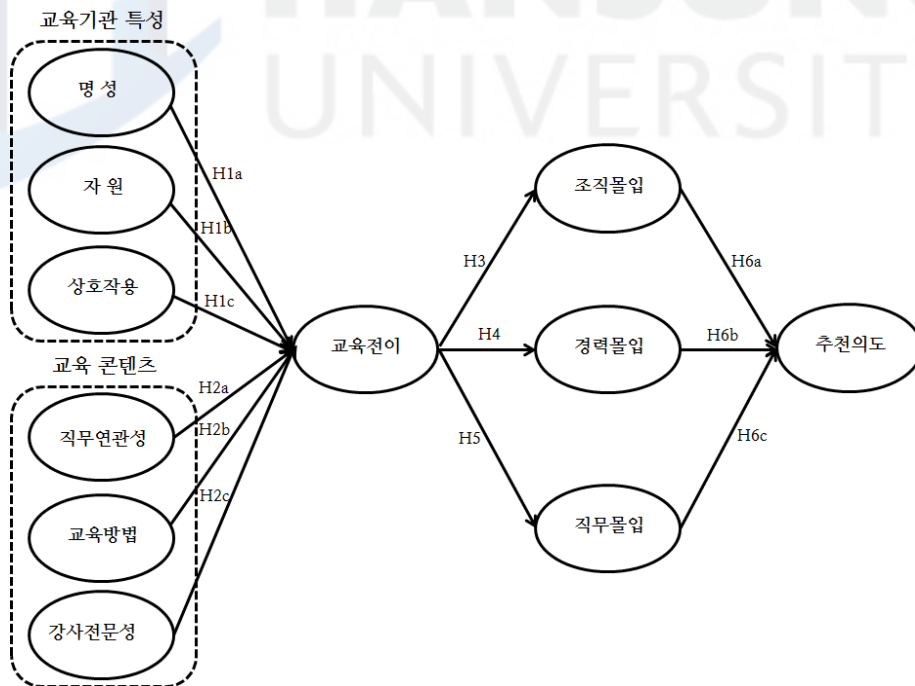 HANSUNG
UNIVERSIT
교육기관 특성
명 성
자 원
상호작용
H1a
H1b
H1c
교육 콘텐츠
직무연관성
교육방법
강사전문성
H2a
H2b
H2c
교육전이
H3
H4
H5
조직몰입
경력몰입
직무몰입
H6a
H6b
H6c
추천의도